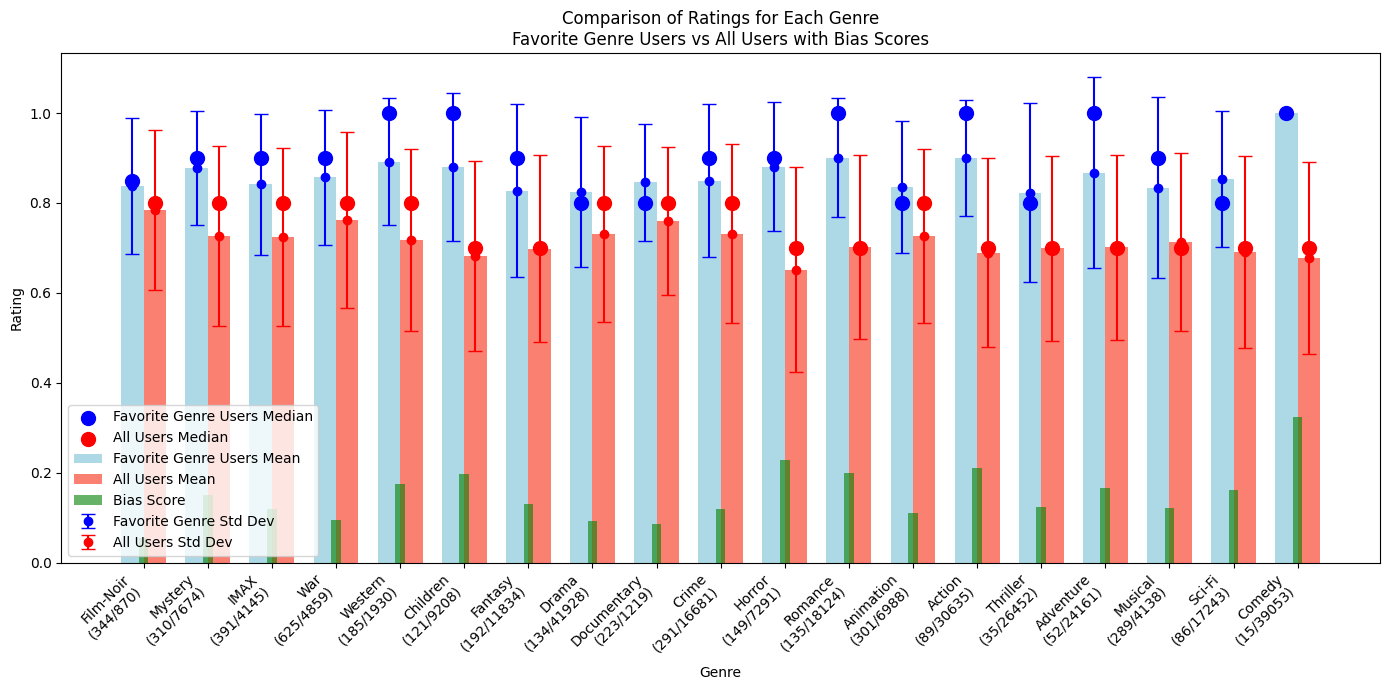 Comparison of Ratings for Each Genre
Favorite Genre Users vs All Users with Bias Scores
Rating
1.0
0.8
0.6
0.4
0.2
0.0
Favorite Genre Users Median
All Users Median
Favorite Genre Users Mean
All Users Mean
Bias Score
Favorite Genre Std Dev
All Users Std Dev
Film-Noir
(344/870)
Mystery
(310/7674)
IMAX
(391/4145)
War
(625/4859)
Western
(185/1930)
Children
(121/9208)
Fantasy
(192/11834)
Drama
(134/41928)
Documentary
(223/1219)
Crime
(291/16681)
Horror
(149/7291)
Romance
(135/18124)
Animation
(301/6988)
Action
(89/30635)
Thriller
(35/26452)
Adventure
(52/24161)
Musical
(289/4138)
Sci-Fi
(86/17243)
Comedy
(15/39053)
Genre